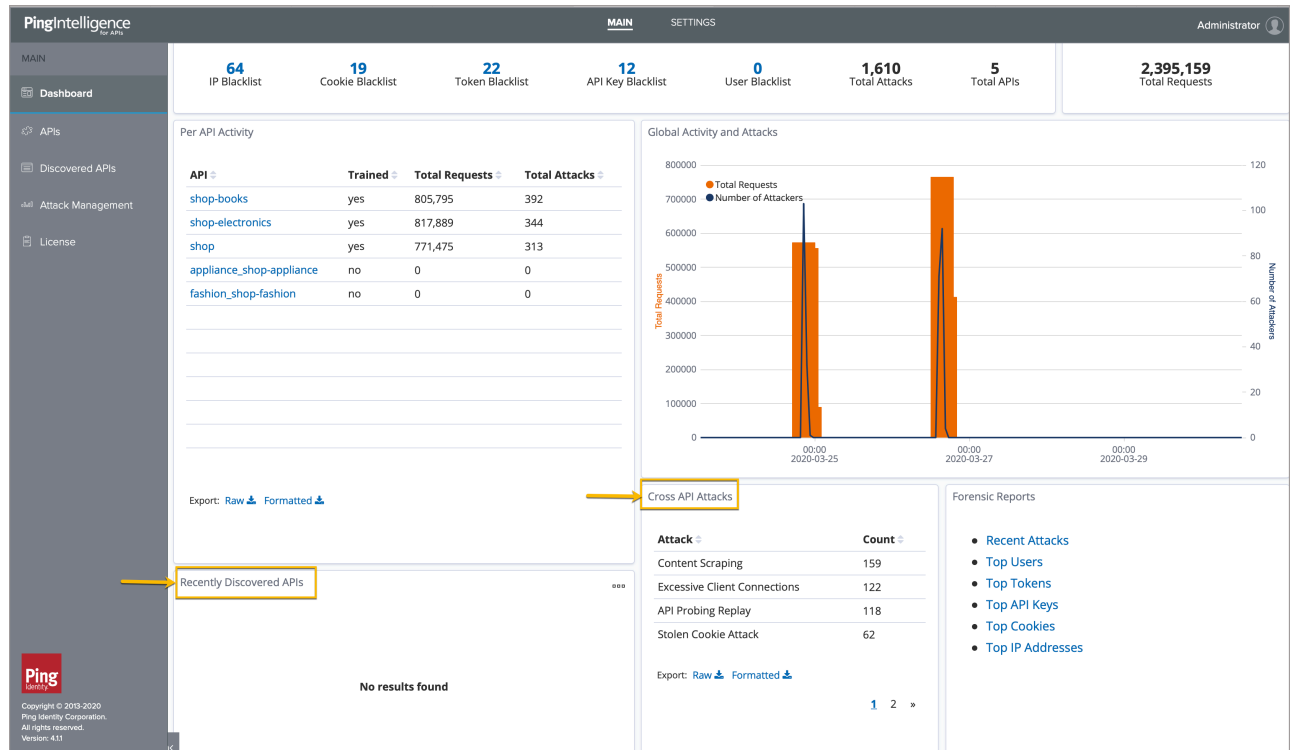 PingIntelligence
for APIs
MAIN SETTINGS
Administrator
MAIN
Dashboard
APIs
Discovered APIs
Attack Management
License
64 19 22 12 0 1,610 5 2,395,159
IP Blacklist Cookie Blacklist Token Blacklist API Key Blacklist User Blacklist Total Attacks Total APIs Total Requests
Per API Activity
API Trained Total Requests Total Attacks
shop-books yes 805,795 392
shop-electronics yes 817,889 344
shop yes 771,475 313
appliance_shop-appliance no 0 0
fashion_shop-fashion no 0 0
Export: Raw Formatted
Global Activity and Attacks
Total Requests
Number of Attackers
800000
700000
600000
500000
400000
300000
200000
100000
0
Total Requests
120
100
80
60
40
20
0
Number of Attackers
00:00 00:00 00:00
2020-03-25 2020-03-27 2020-03-29
Recently Discovered APIs
No results found
Cross API Attacks
Attack Count
Content Scraping 159
Excessive Client Connections 122
API Probing Replay 118
Stolen Cookie Attack 62
Export: Raw Formatted
1 2 »
Forensic Reports
Recent Attacks
Top Users
Top Tokens
Top API Keys
Top Cookies
Top IP Addresses
Ping
Identity.
Copyright © 2013-2020
Ping Identity Corporation.
All rights reserved.
Version: 4.1.1